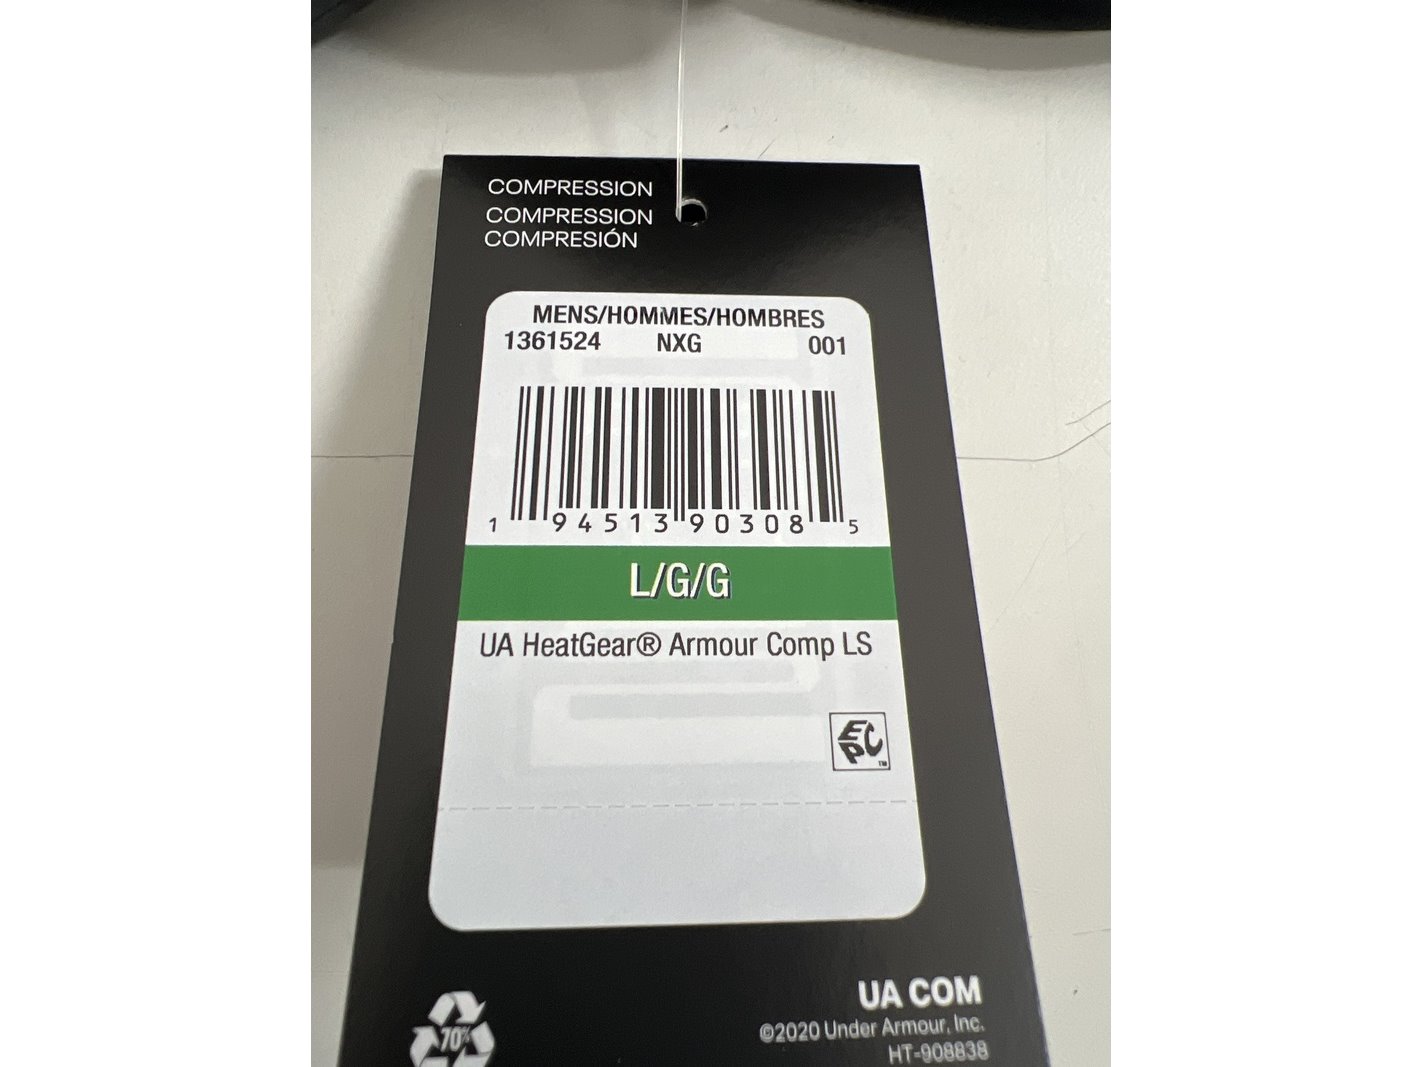 COMPRESSION
COMPRESSION
COMPRESIÓN
MENS/HOMMES/HOMBRES
1361524 NXG 001
1 94513 90308 5
L/G/G
UA HeatGear® Armour Comp LS
EPC™
70%
UA COM
©2020 Under Armour, Inc.
HT-908838